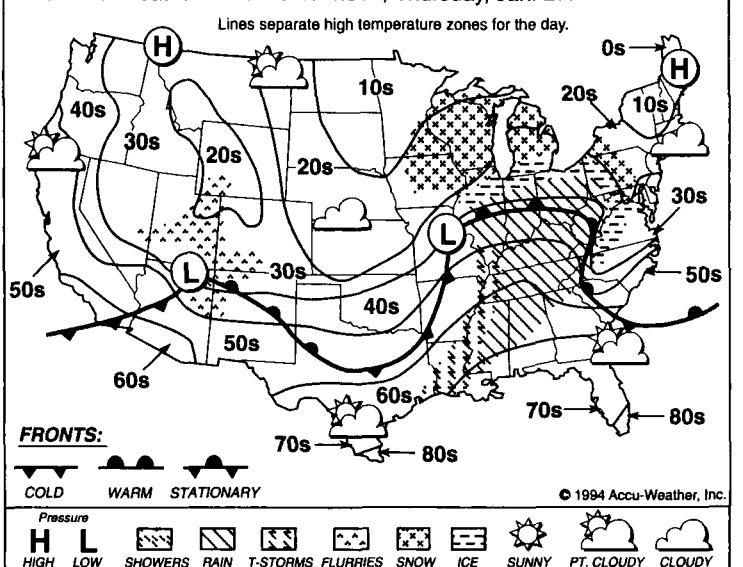 Lines separate high temperature zones for the day.
H
0s
H
10s
20s
10s
40s
30s
20s
20s
30s
L
L
30s
50s
50s
40s
50s
60s
60s
70s
80s
70s
80s
FRONTS:
COLD WARM STATIONARY
© 1994 Accu-Weather, Inc.
Pressure
H L
HIGH LOW SHOWERS RAIN T-STORMS FLURRIES SNOW ICE SUNNY PT. CLOUDY CLOUDY